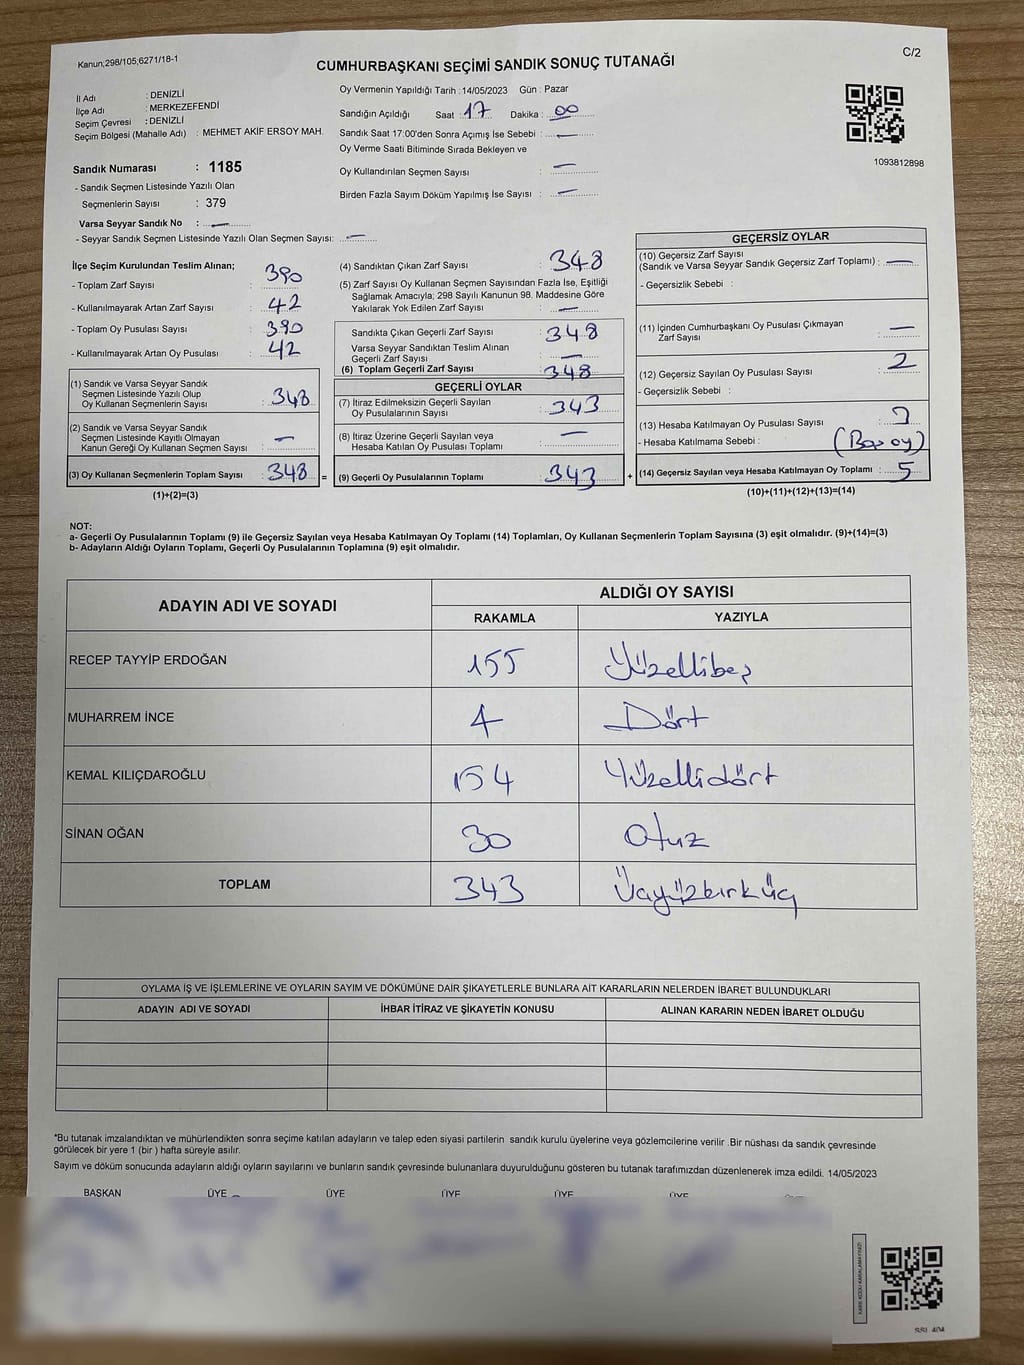 Kanun,298/105;6271/18-1
C/2
CUMHURBAŞKANI SEÇİMİ SANDIK SONUÇ TUTANAĞI
İl Adı : DENİZLİ
İlçe Adı : MERKEZEFENDİ
Seçim Çevresi : DENİZLİ
Seçim Bölgesi (Mahalle Adı) : MEHMET AKİF ERSOY MAH.
Sandık Numarası : 1185
- Sandık Seçmen Listesinde Yazılı Olan
Seçmenlerin Sayısı : 379
Varsa Seyyar Sandık No : —
- Seyyar Sandık Seçmen Listesinde Yazılı Olan Seçmen Sayısı: —
Oy Vermenin Yapıldığı Tarih : 14/05/2023 Gün : Pazar
Sandığın Açıldığı Saat : 17 Dakika : 00
Sandık Saat 17:00'den Sonra Açımış İse Sebebi : —
Oy Verme Saati Bitiminde Sırada Bekleyen ve
Oy Kullandırılan Seçmen Sayısı : —
Birden Fazla Sayım Döküm Yapılmış İse Sayısı : —
1093812898
İlçe Seçim Kurulundan Teslim Alınan;
- Toplam Zarf Sayısı : 390
- Kullanılmayarak Artan Zarf Sayısı : 42
- Toplam Oy Pusulası Sayısı : 390
- Kullanılmayarak Artan Oy Pusulası : 42
(1) Sandık ve Varsa Seyyar Sandık
Seçmen Listesinde Yazılı Olup
Oy Kullanan Seçmenlerin Sayısı : 348
(2) Sandık ve Varsa Seyyar Sandık
Seçmen Listesinde Kayıtlı Olmayan
Kanun Gereği Oy Kullanan Seçmen Sayısı : —
(3) Oy Kullanan Seçmenlerin Toplam Sayısı : 348 =
(1)+(2)=(3)
(4) Sandıktan Çıkan Zarf Sayısı : 348
(5) Zarf Sayısı Oy Kullanan Seçmen Sayısından Fazla İse, Eşitliği
Sağlamak Amacıyla; 298 Sayılı Kanunun 98. Maddesine Göre
Yakılarak Yok Edilen Zarf Sayısı : —
Sandıkta Çıkan Geçerli Zarf Sayısı : 348
Varsa Seyyar Sandıktan Teslim Alınan
Geçerli Zarf Sayısı : —
(6) Toplam Geçerli Zarf Sayısı : 348
GEÇERLİ OYLAR
(7) İtiraz Edilmeksizin Geçerli Sayılan
Oy Pusulalarının Sayısı : 343
(8) İtiraz Üzerine Geçerli Sayılan veya
Hesaba Katılan Oy Pusulaları Toplamı : —
(9) Geçerli Oy Pusulalarının Toplamı : 343 +
GEÇERSİZ OYLAR
(10) Geçersiz Zarf Sayısı
(Sandık ve Varsa Seyyar Sandık Geçersiz Zarf Toplamı) : —
- Geçersizlik Sebebi :
(11) İçinden Cumhurbaşkanı Oy Pusulası Çıkmayan
Zarf Sayısı : —
(12) Geçersiz Sayılan Oy Pusulası Sayısı : 2
- Geçersizlik Sebebi :
(13) Hesaba Katılmayan Oy Pusulası Sayısı : 3
- Hesaba Katılmama Sebebi : (Boş oy)
(14) Geçersiz Sayılan veya Hesaba Katılmayan Oy Toplamı : 5
(10)+(11)+(12)+(13)=(14)
NOT:
a- Geçerli Oy Pusulalarının Toplamı (9) ile Geçersiz Sayılan veya Hesaba Katılmayan Oy Toplamı (14) Toplamları, Oy Kullanan Seçmenlerin Toplam Sayısına (3) eşit olmalıdır. (9)+(14)=(3)
b- Adayların Aldığı Oyların Toplamı, Geçerli Oy Pusulalarının Toplamına (9) eşit olmalıdır.
ADAYIN ADI VE SOYADI
ALDIĞI OY SAYISI
RAKAMLA YAZIYLA
RECEP TAYYİP ERDOĞAN 155 Yüzellibeş
MUHARREM İNCE 4 Dört
KEMAL KILIÇDAROĞLU 154 Yüzellidört
SİNAN OĞAN 30 Otuz
TOPLAM 343 Üçyüzkırküç
OYLAMA İŞ VE İŞLEMLERİNE VE OYLARIN SAYIM VE DÖKÜMÜNE DAİR ŞİKAYETLERLE BUNLARA AİT KARARLARIN NELERDEN İBARET BULUNDUKLARI
ADAYIN ADI VE SOYADI İHBAR İTİRAZ VE ŞİKAYETİN KONUSU ALINAN KARARIN NEDEN İBARET OLDUĞU
*Bu tutanak imzalandıktan ve mühürlendikten sonra seçime katılan adayların ve talep eden siyasi partilerin sandık kurulu üyelerine veya gözlemcilerine verilir .Bir nüshası da sandık çevresinde
görülecek bir yere 1 (bir ) hafta süreyle asılır.
Sayım ve döküm sonucunda adayların aldığı oyların sayılarını ve bunların sandık çevresinde bulunanlara duyurulduğunu gösteren bu tutanak tarafımızdan düzenlenerek imza edildi. 14/05/2023
BAŞKAN ÜYE ÜYE ÜYE ÜYE ÜYE ÜYE